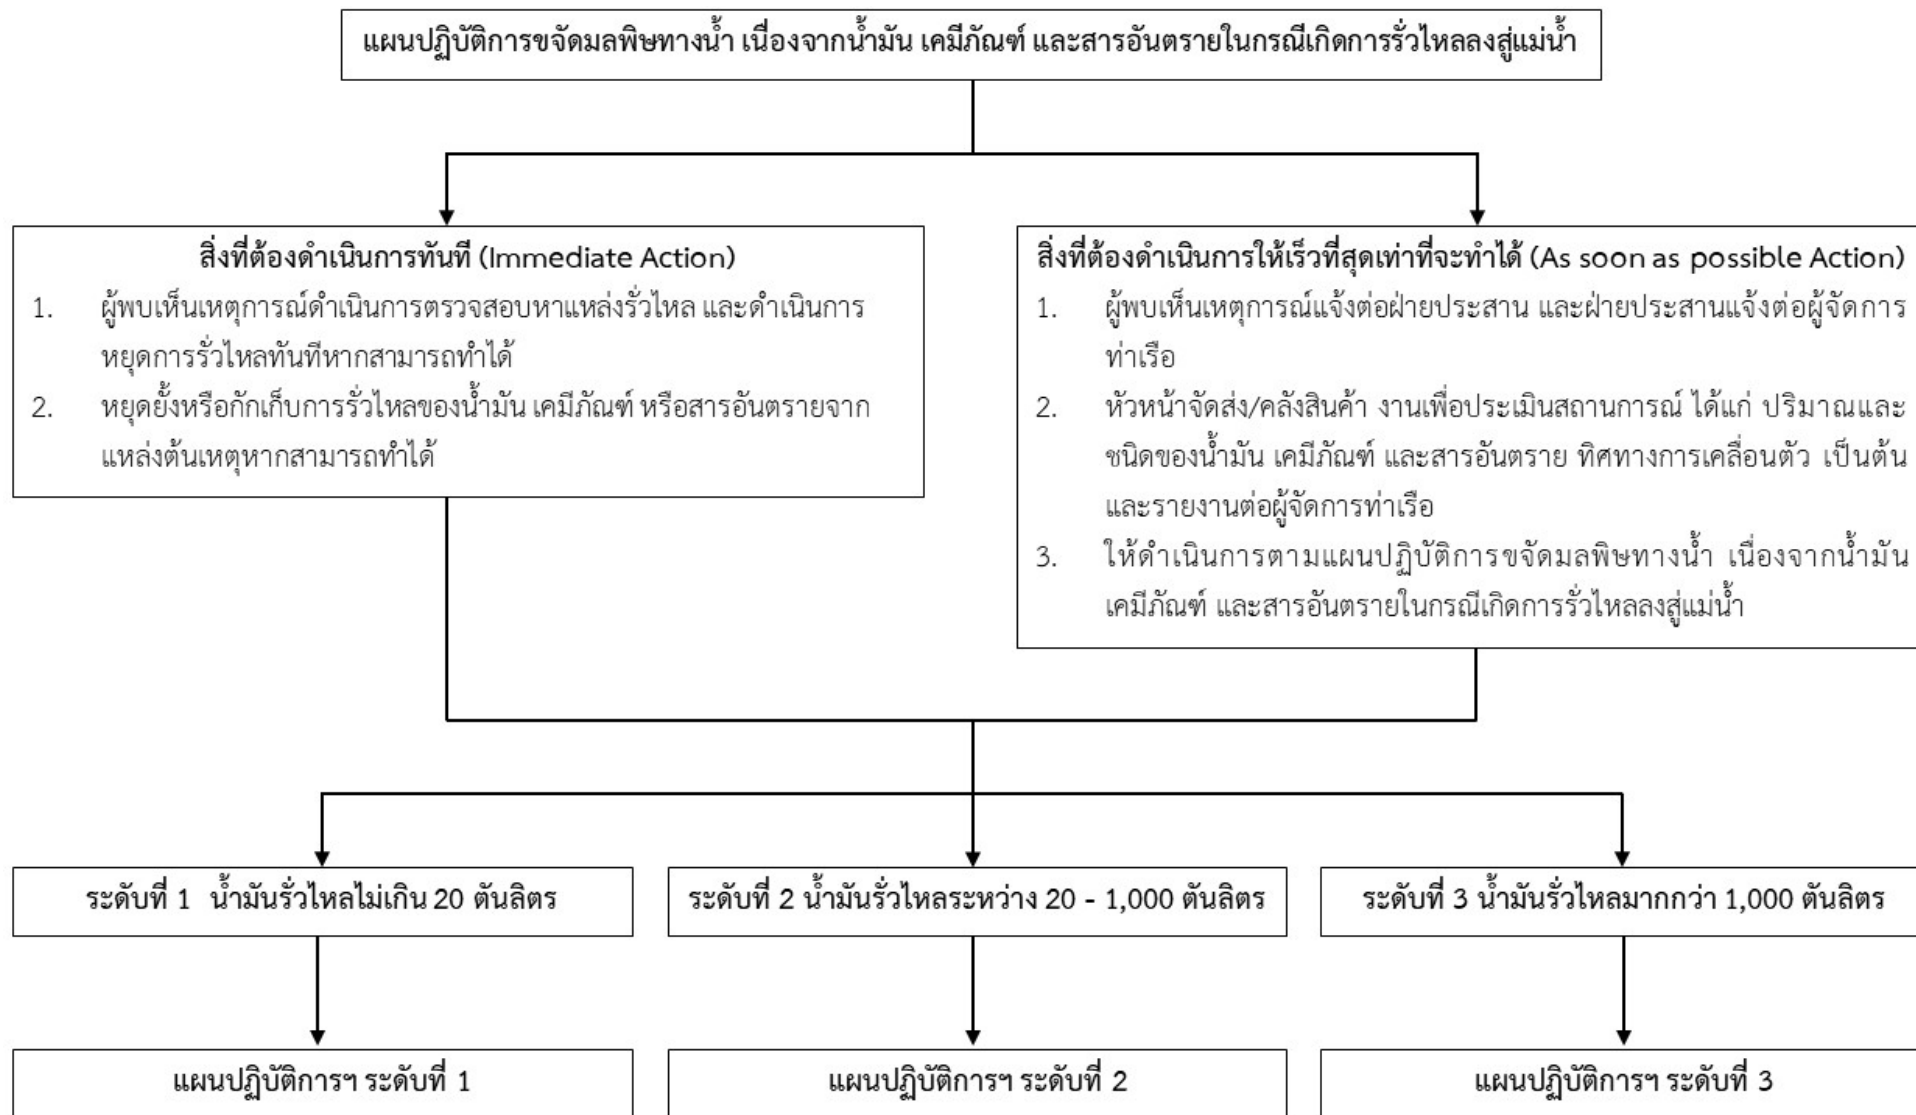 แผนปฏิบัติการขจัดมลพิษทางน้ำ เนื่องจากน้ำมัน เคมีภัณฑ์ และสารอันตรายในกรณีเกิดการรั่วไหลลงสู่แม่น้ำ
สิ่งที่ต้องดำเนินการทันที (Immediate Action)
1. ผู้พบเห็นเหตุการณ์ดำเนินการตรวจสอบหาแหล่งรั่วไหล และดำเนินการ
หยุดการรั่วไหลทันทีหากสามารถทำได้
2. หยุดยั้งหรือกักเก็บการรั่วไหลของน้ำมัน เคมีภัณฑ์ หรือสารอันตรายจาก
แหล่งต้นเหตุหากสามารถทำได้
สิ่งที่ต้องดำเนินการให้เร็วที่สุดเท่าที่จะทำได้ (As soon as possible Action)
1. ผู้พบเห็นเหตุการณ์แจ้งต่อฝ่ายประสาน และฝ่ายประสานแจ้งต่อผู้จัดการ
ท่าเรือ
2. หัวหน้าจัดส่ง/คลังสินค้า งานเพื่อประเมินสถานการณ์ ได้แก่ ปริมาณและ
ชนิดของน้ำมัน เคมีภัณฑ์ และสารอันตราย ทิศทางการเคลื่อนตัว เป็นต้น
และรายงานต่อผู้จัดการท่าเรือ
3. ให้ดำเนินการตามแผนปฏิบัติการขจัดมลพิษทางน้ำ เนื่องจากน้ำมัน
เคมีภัณฑ์ และสารอันตรายในกรณีเกิดการรั่วไหลลงสู่แม่น้ำ
ระดับที่ 1 น้ำมันรั่วไหลไม่เกิน 20 ตันลิตร
ระดับที่ 2 น้ำมันรั่วไหลระหว่าง 20 - 1,000 ตันลิตร
ระดับที่ 3 น้ำมันรั่วไหลมากกว่า 1,000 ตันลิตร
แผนปฏิบัติการฯ ระดับที่ 1
แผนปฏิบัติการฯ ระดับที่ 2
แผนปฏิบัติการฯ ระดับที่ 3